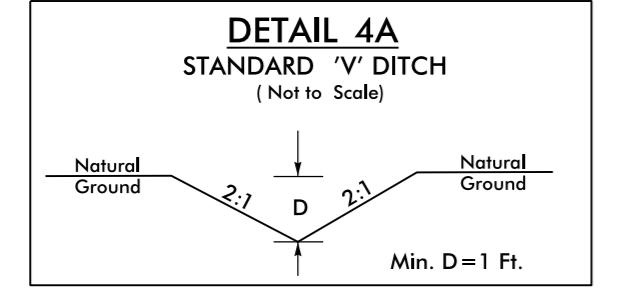 DETAIL 4A
STANDARD 'V' DITCH
( Not to Scale)
Natural
Ground
2:1
D
2:1
Natural
Ground
Min. D=1 Ft.